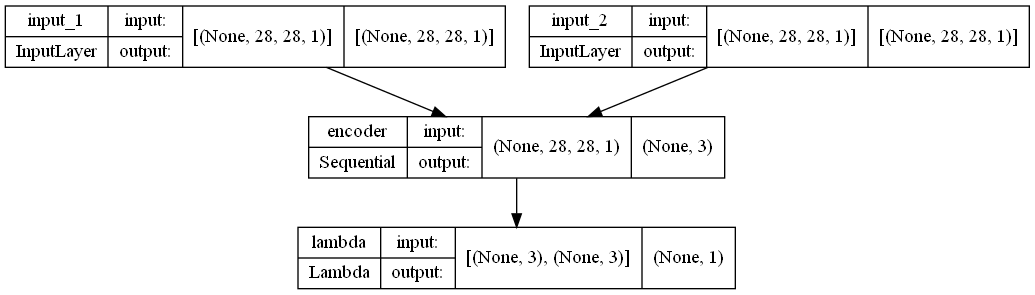 input_1 input: [(None, 28, 28, 1)] [(None, 28, 28, 1)]
InputLayer output:
input_2 input: [(None, 28, 28, 1)] [(None, 28, 28, 1)]
InputLayer output:
encoder input: (None, 28, 28, 1) (None, 3)
Sequential output:
lambda input: [(None, 3), (None, 3)] (None, 1)
Lambda output: